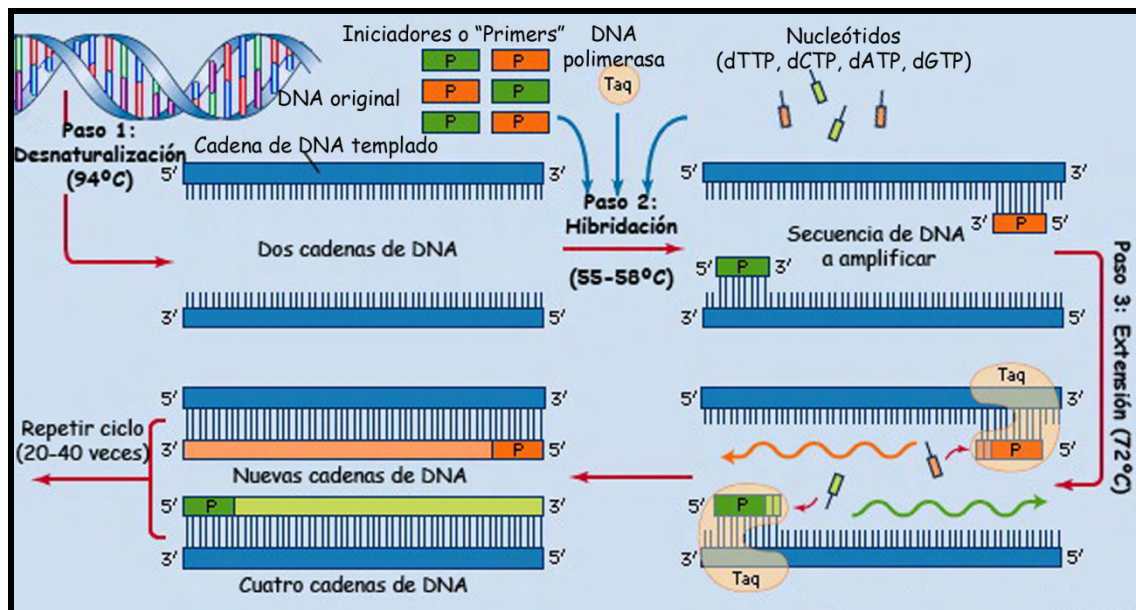 Iniciadores o “Primers”
P
P
P
P
P
P
DNA
polimerasa
Taq
Nucleótidos
(dTTP, dCTP, dATP, dGTP)
DNA original
Paso 1:
Desnaturalización
(94ºC)
Cadena de DNA templado
5’
3’
Dos cadenas de DNA
3’
5’
Paso 2:
Hibridación
(55-58ºC)
5’
3’
3’
P
5’
Secuencia de DNA
a amplificar
5’
P
3’
3’
5’
Paso 3: Extensión (72ºC)
5’
Taq
3’
P
5’
5’
P
3’
Taq
5’
5’
3’
3’
P
5’
Nuevas cadenas de DNA
5’
P
3’
3’
5’
Cuatro cadenas de DNA
Repetir ciclo
(20-40 veces)